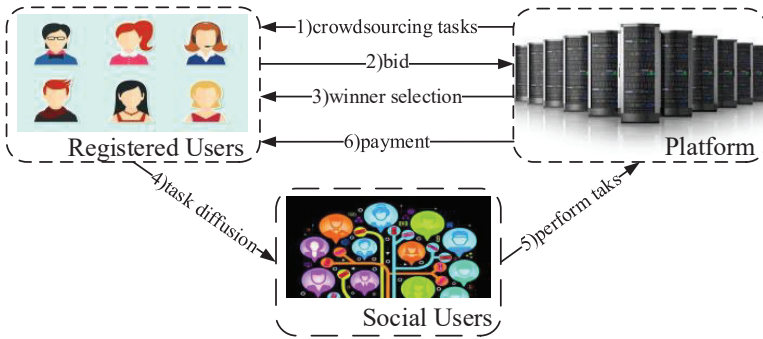 1)crowdsourcing tasks
2)bid
3)winner selection
6)payment
Registered Users
Platform
4)task diffusion
5)perform taks
Social Users